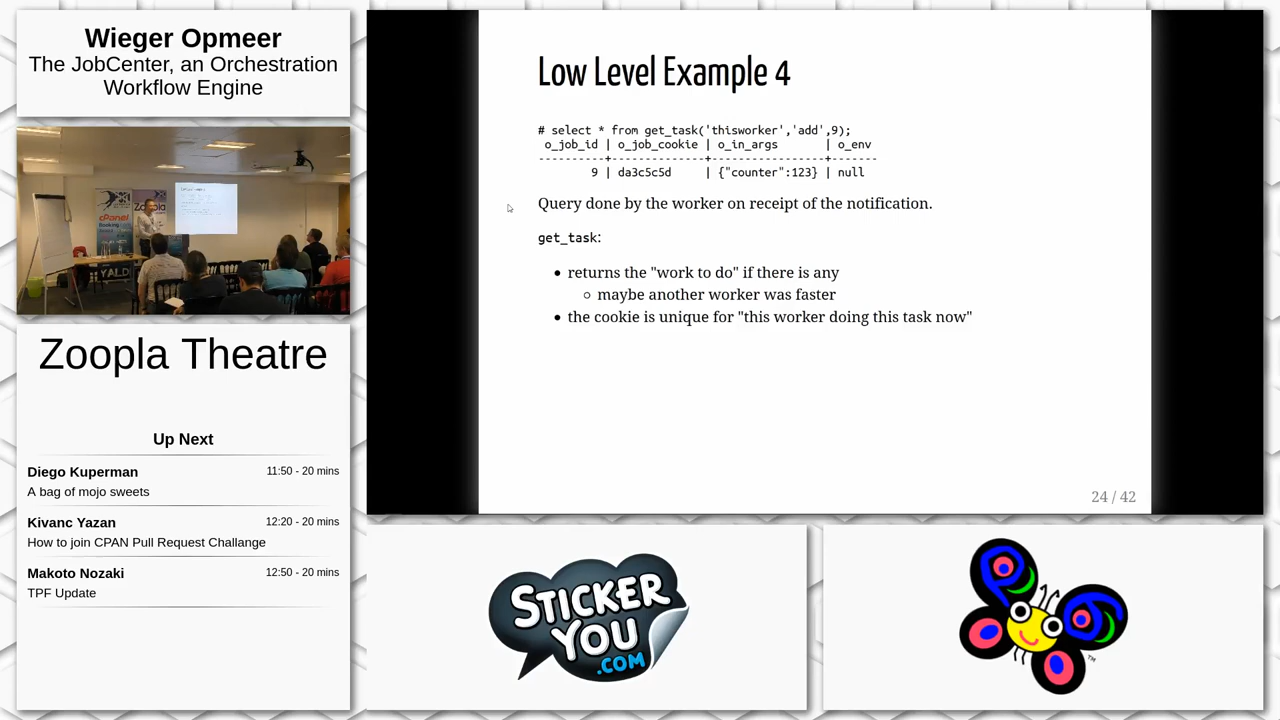 Wieger Opmeer
The JobCenter, an Orchestration
Workflow Engine
cPanel
Booking
Zoopla
YALD
Zoopla Theatre
Up Next
Diego Kuperman 11:50 - 20 mins
A bag of mojo sweets
Kivanc Yazan 12:20 - 20 mins
How to join CPAN Pull Request Challange
Makoto Nozaki 12:50 - 20 mins
TPF Update
Low Level Example 4
# select * from get_task('thisworker','add',9);
o_job_id | o_job_cookie | o_in_args | o_env
----------+--------------+----------------+-------
9 | da3c5c5d | {"counter":123} | null
Query done by the worker on receipt of the notification.
get_task:
• returns the "work to do" if there is any
◦ maybe another worker was faster
• the cookie is unique for "this worker doing this task now"
24 / 42
STICKER
YOU
.COM
TM